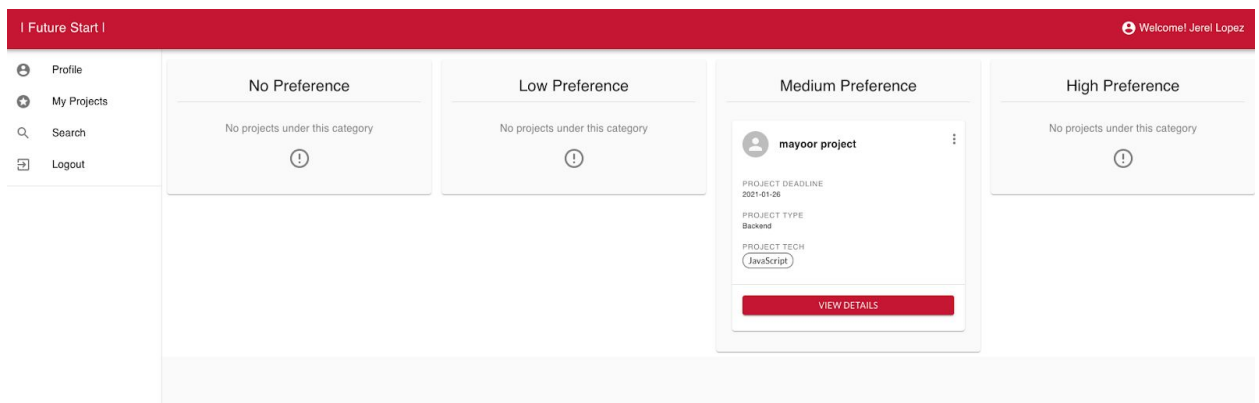 | Future Start |
Welcome! Jerel Lopez
Profile
My Projects
Search
Logout
No Preference
No projects under this category
Low Preference
No projects under this category
Medium Preference
mayoor project
PROJECT DEADLINE
2021-01-26
PROJECT TYPE
Backend
PROJECT TECH
JavaScript
VIEW DETAILS
High Preference
No projects under this category